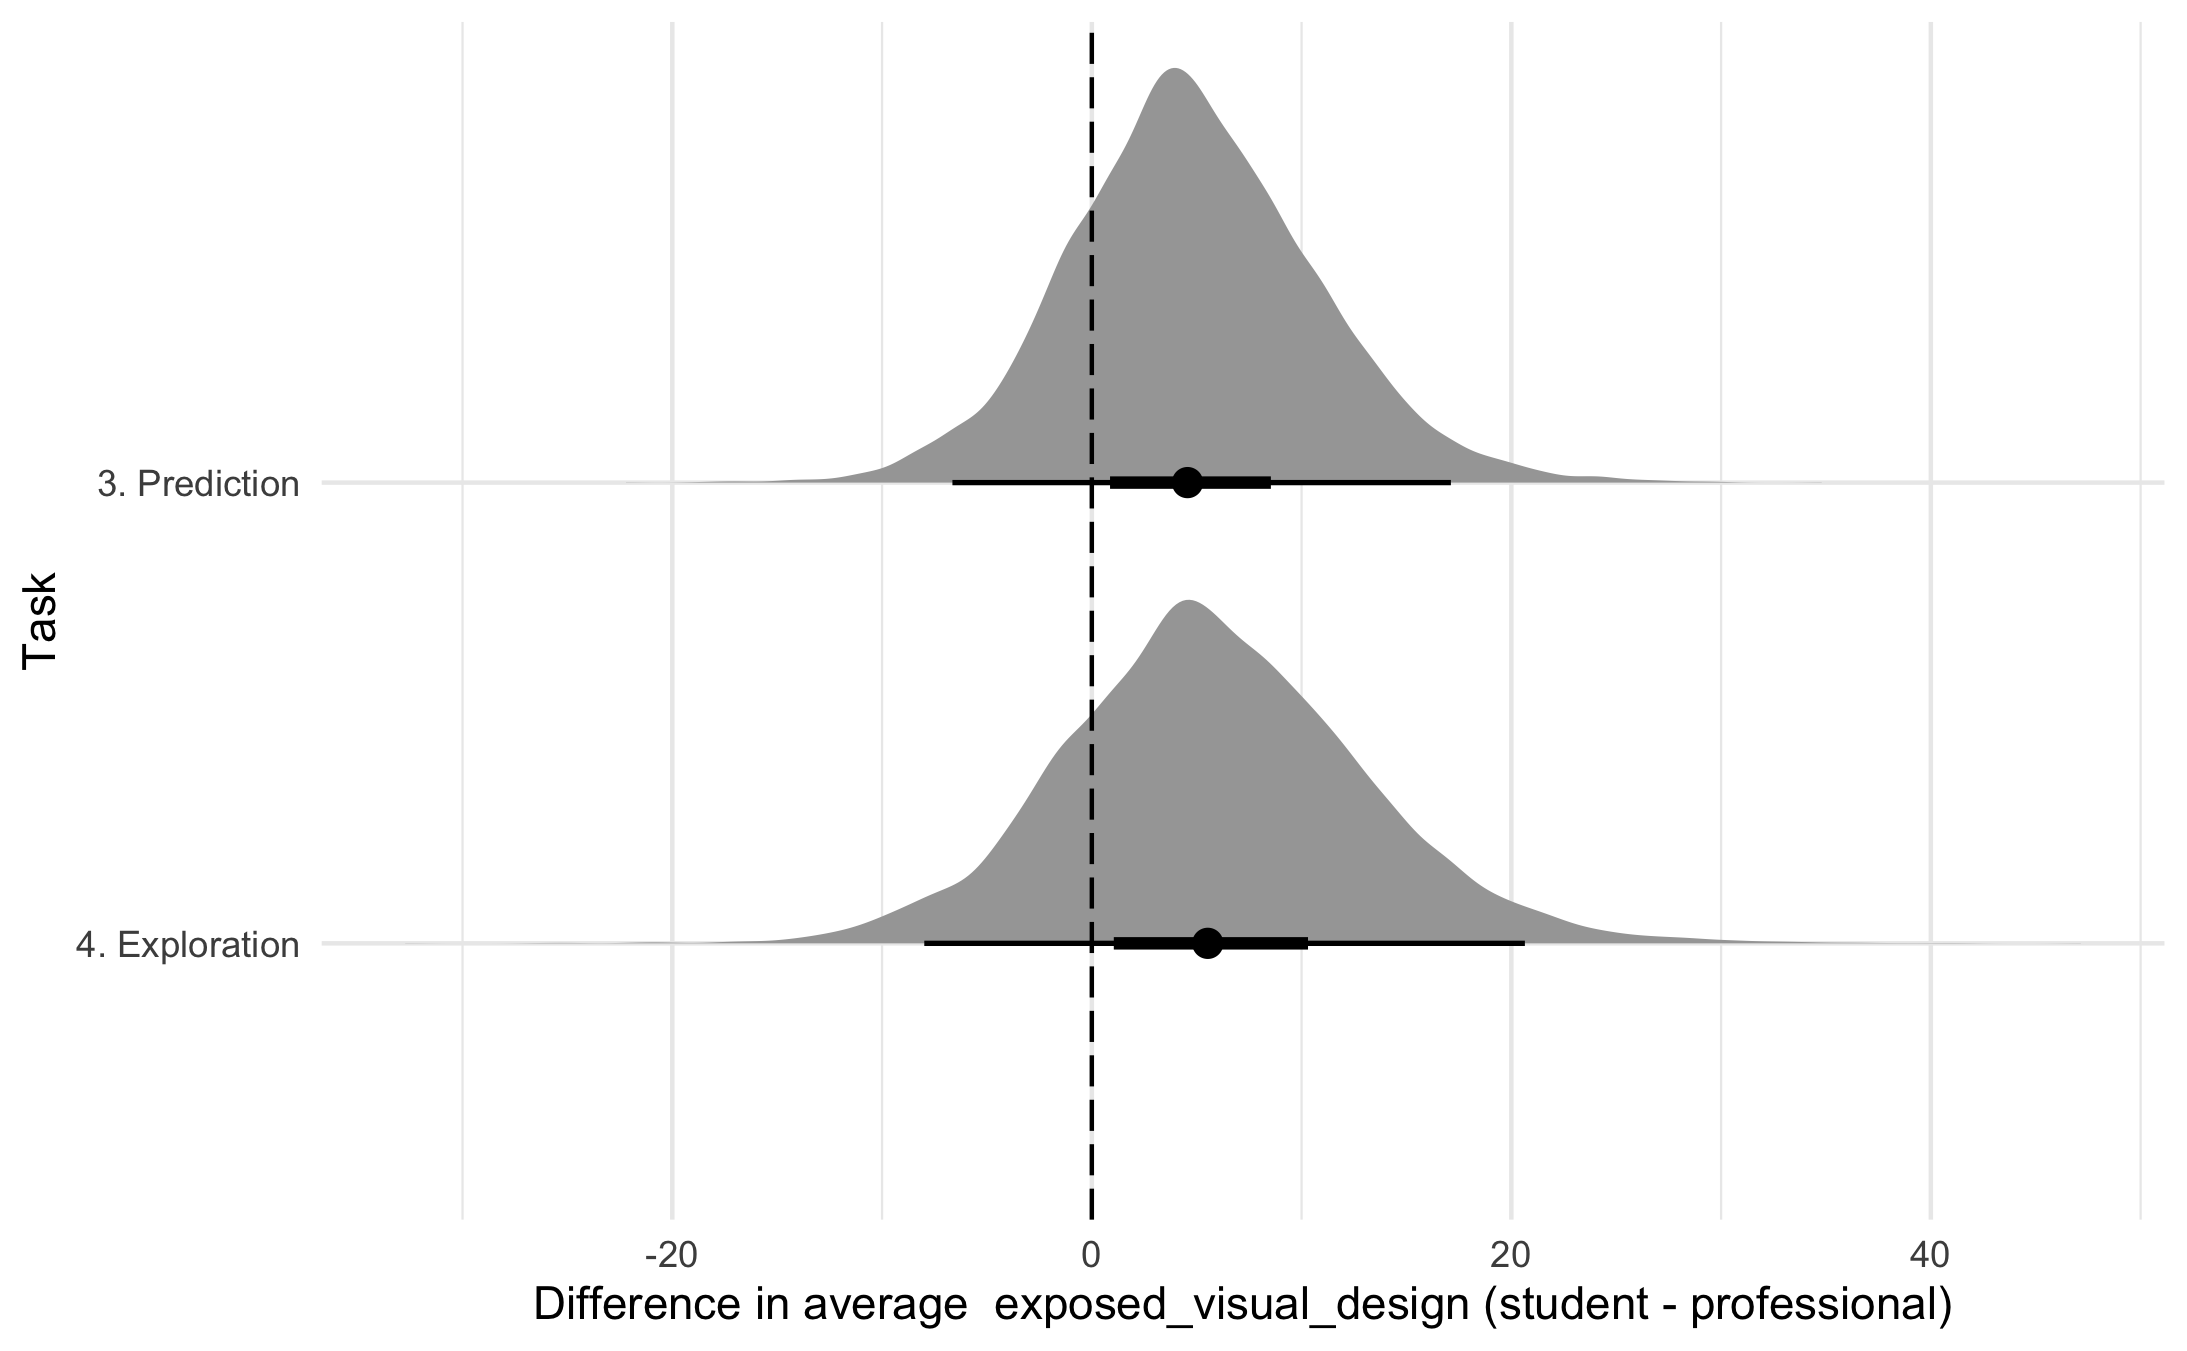 3. Prediction
Task
4. Exploration
-20 0 20 40
Difference in average  exposed_visual_design (student - professional)